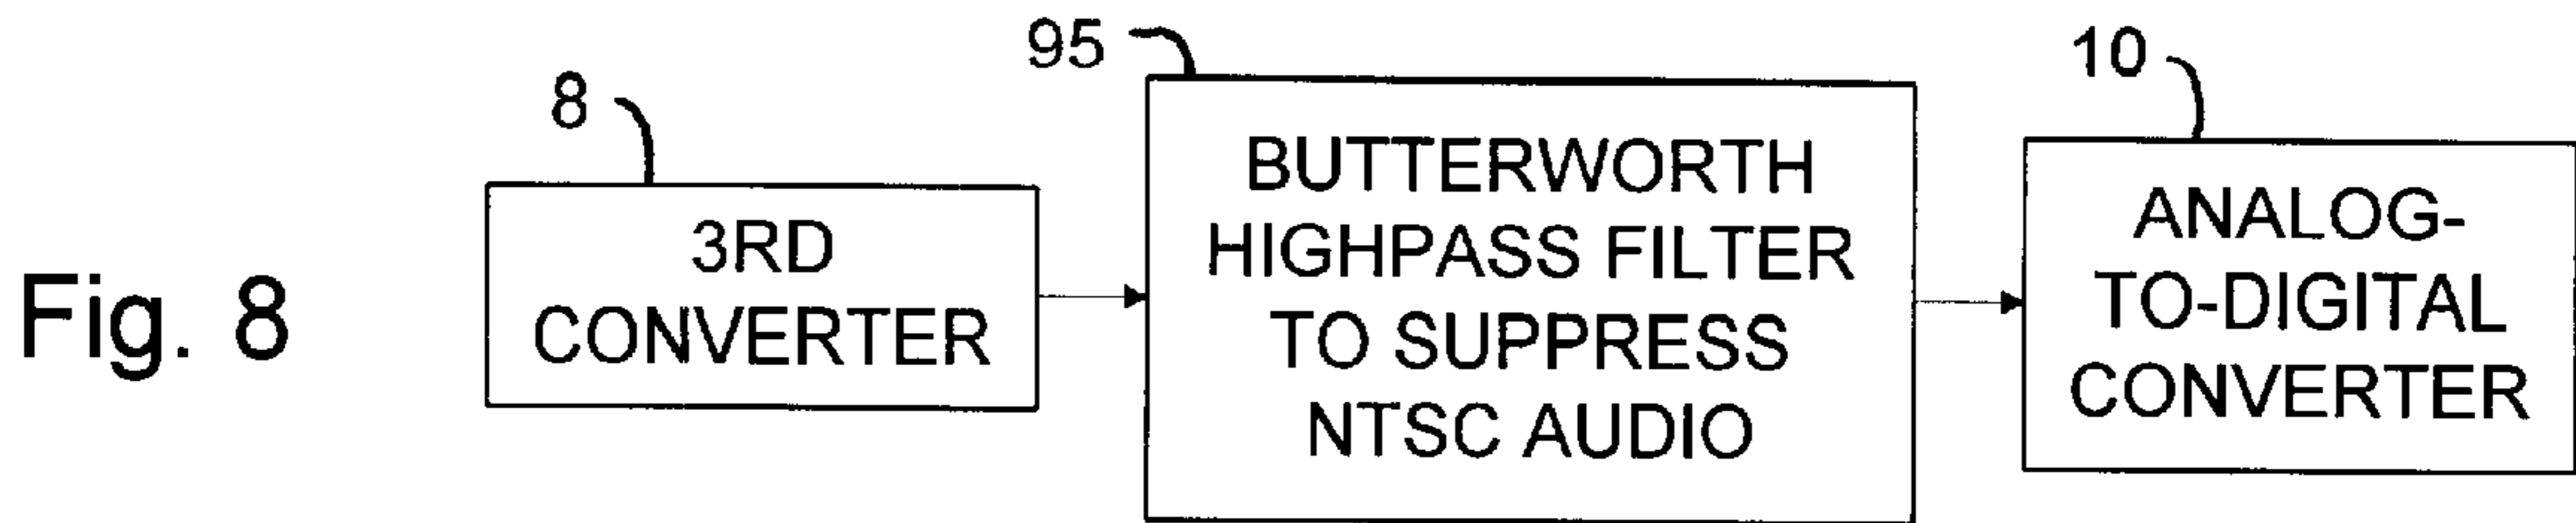 Fig. 8
8
3RD
CONVERTER
95
BUTTERWORTH
HIGHPASS FILTER
TO SUPPRESS
NTSC AUDIO
10
ANALOG-
TO-DIGITAL
CONVERTER